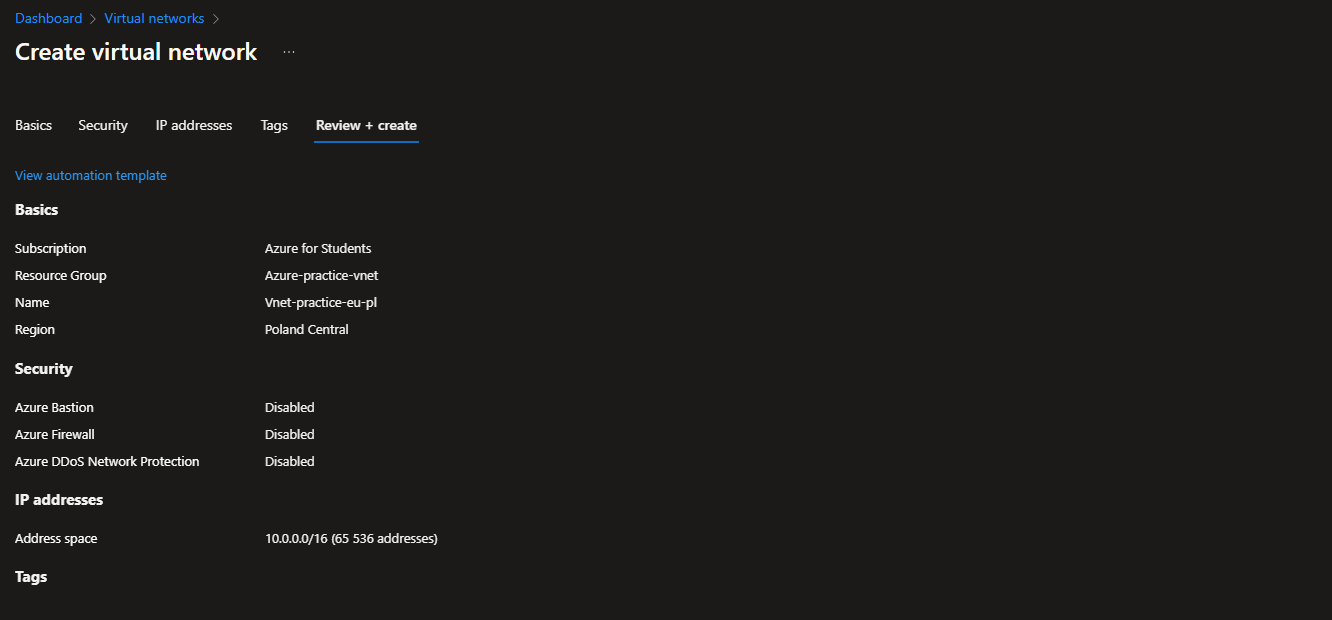 Dashboard > Virtual networks >
Create virtual network ...
Basics Security IP addresses Tags Review + create
View automation template
Basics
Subscription Azure for Students
Resource Group Azure-practice-vnet
Name Vnet-practice-eu-pl
Region Poland Central
Security
Azure Bastion Disabled
Azure Firewall Disabled
Azure DDoS Network Protection Disabled
IP addresses
Address space 10.0.0.0/16 (65 536 addresses)
Tags